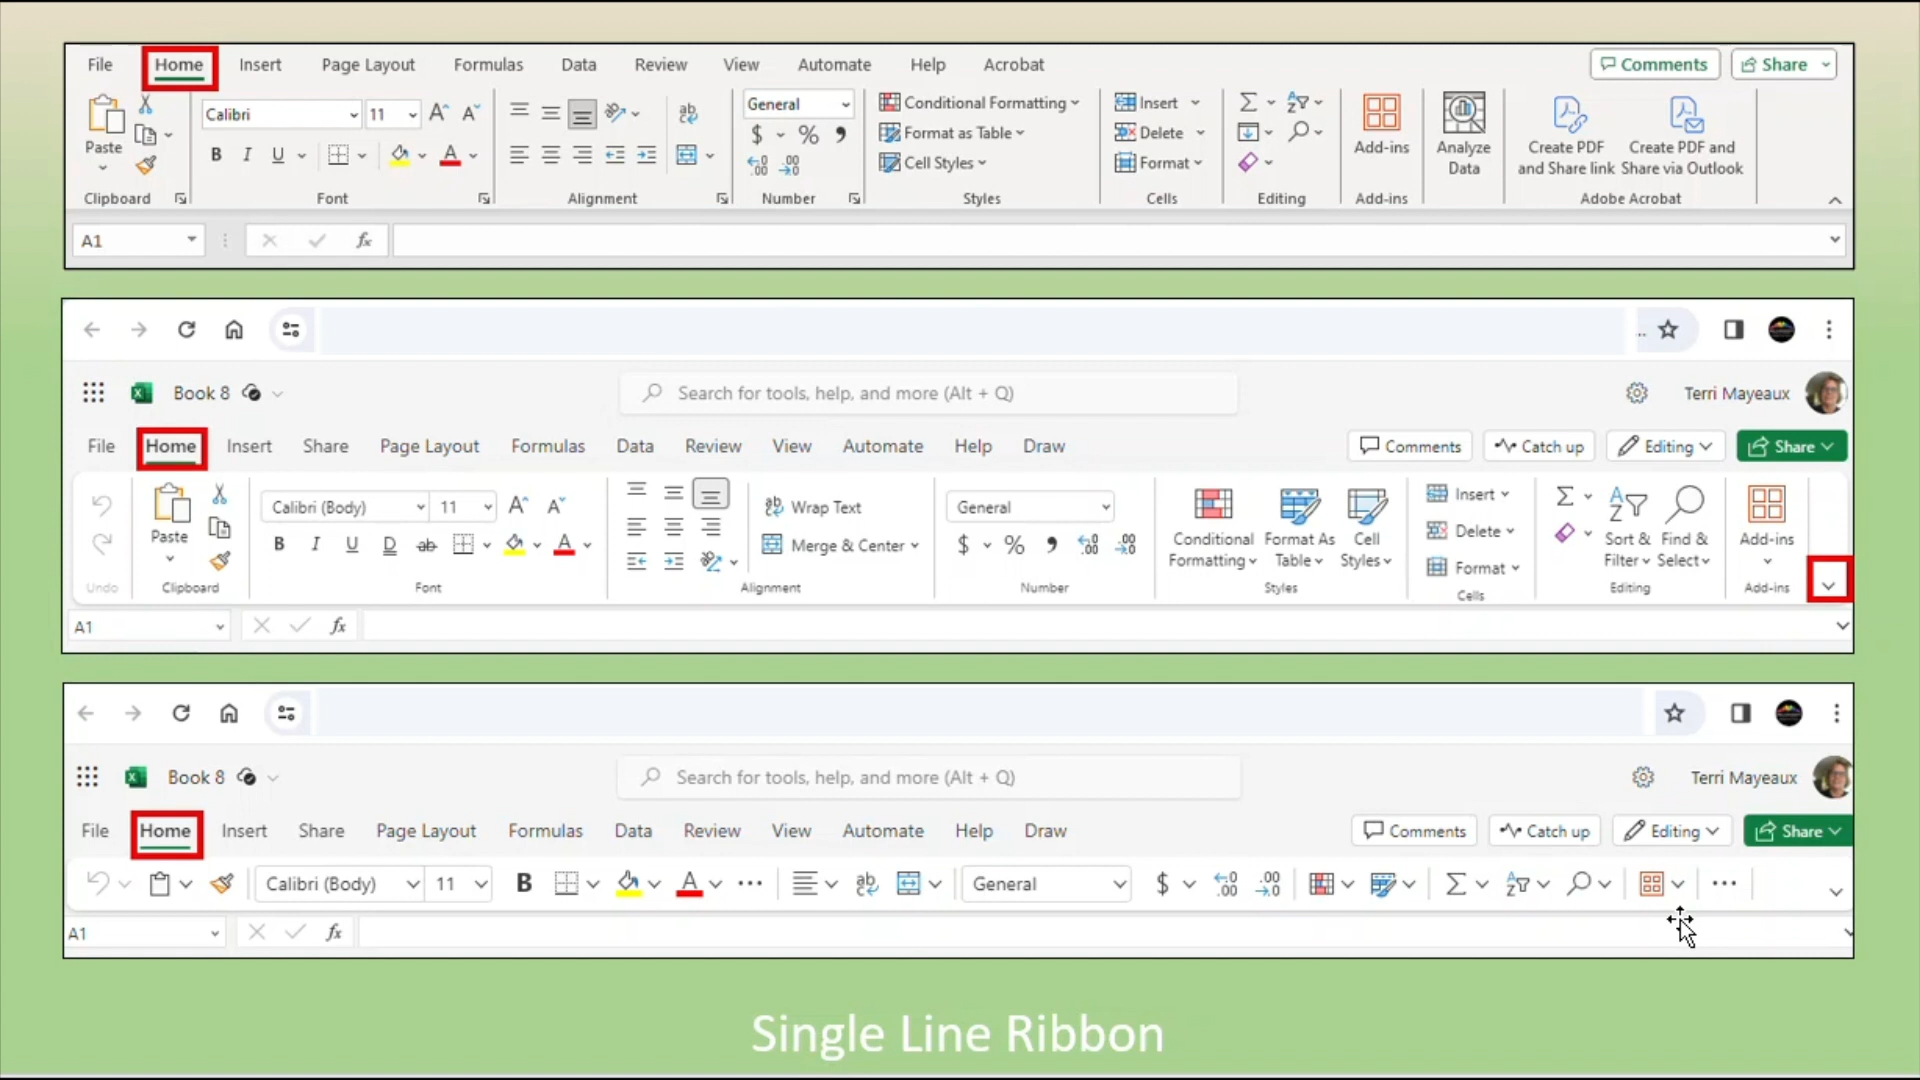 File Home Insert Page Layout Formulas Data Review View Automate Help Acrobat Comments Share
Calibri 11 General Conditional Formatting Insert
$ % Format as Table Delete
Paste B I U A Cell Styles Format Add-ins Analyze Data Create PDF and Share link Create PDF and Share via Outlook
Clipboard Font Alignment Number Styles Cells Editing Add-ins Adobe Acrobat
A1 fx
Book 8 Search for tools, help, and more (Alt + Q) Terri Mayeaux
File Home Insert Share Page Layout Formulas Data Review View Automate Help Draw Comments Catch up Editing Share
Calibri (Body) 11 Wrap Text General Insert
Paste B I U D ab A Merge & Center $ % Conditional Formatting Format As Table Cell Styles Delete Sort & Filter Find & Select Add-ins
Format
Undo Clipboard Font Alignment Number Styles Cells Editing Add-ins
A1 fx
Book 8 Search for tools, help, and more (Alt + Q) Terri Mayeaux
File Home Insert Share Page Layout Formulas Data Review View Automate Help Draw Comments Catch up Editing Share
Calibri (Body) 11 B A General $
A1 fx
Single Line Ribbon